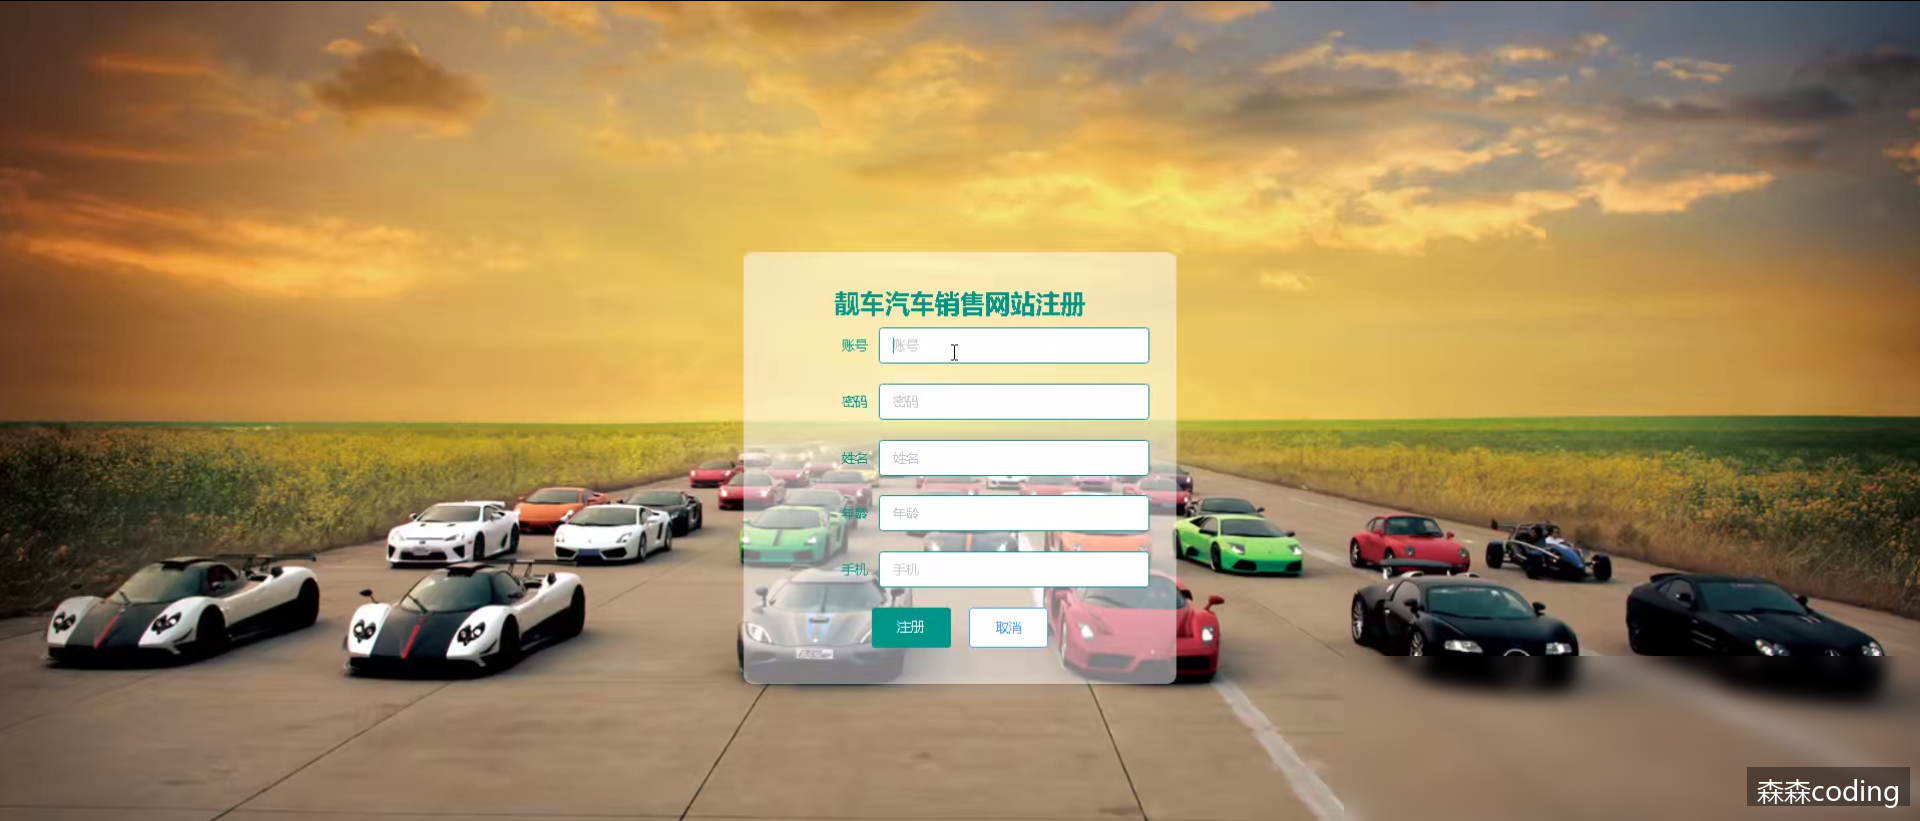 靓车汽车销售网站注册
账号 账号
密码 密码
姓名 姓名
年龄 年龄
手机 手机
注册 取消
森森coding